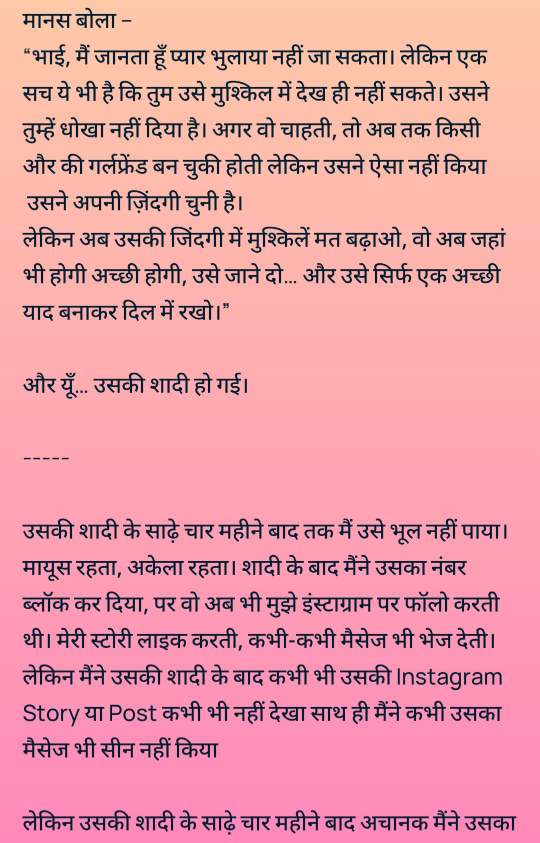 मानस बोला –
“भाई, मैं जानता हूँ प्यार भुलाया नहीं जा सकता। लेकिन एक
सच ये भी है कि तुम उसे मुश्किल में देख ही नहीं सकते। उसने
तुम्हें धोखा नहीं दिया है। अगर वो चाहती, तो अब तक किसी
और की गर्लफ्रेंड बन चुकी होती लेकिन उसने ऐसा नहीं किया
उसने अपनी ज़िंदगी चुनी है।
लेकिन अब उसकी जिंदगी में मुश्किलें मत बढ़ाओ, वो अब जहां
भी होगी अच्छी होगी, उसे जाने दो... और उसे सिर्फ एक अच्छी
याद बनाकर दिल में रखो।”
और यूँ... उसकी शादी हो गई।
-----
उसकी शादी के साढ़े चार महीने बाद तक मैं उसे भूल नहीं पाया।
मायूस रहता, अकेला रहता। शादी के बाद मैंने उसका नंबर
ब्लॉक कर दिया, पर वो अब भी मुझे इंस्टाग्राम पर फॉलो करती
थी। मेरी स्टोरी लाइक करती, कभी-कभी मैसेज भी भेज देती।
लेकिन मैंने उसकी शादी के बाद कभी भी उसकी Instagram
Story या Post कभी भी नहीं देखा साथ ही मैंने कभी उसका
मैसेज भी सीन नहीं किया
लेकिन उसकी शादी के साढ़े चार महीने बाद अचानक मैंने उसका